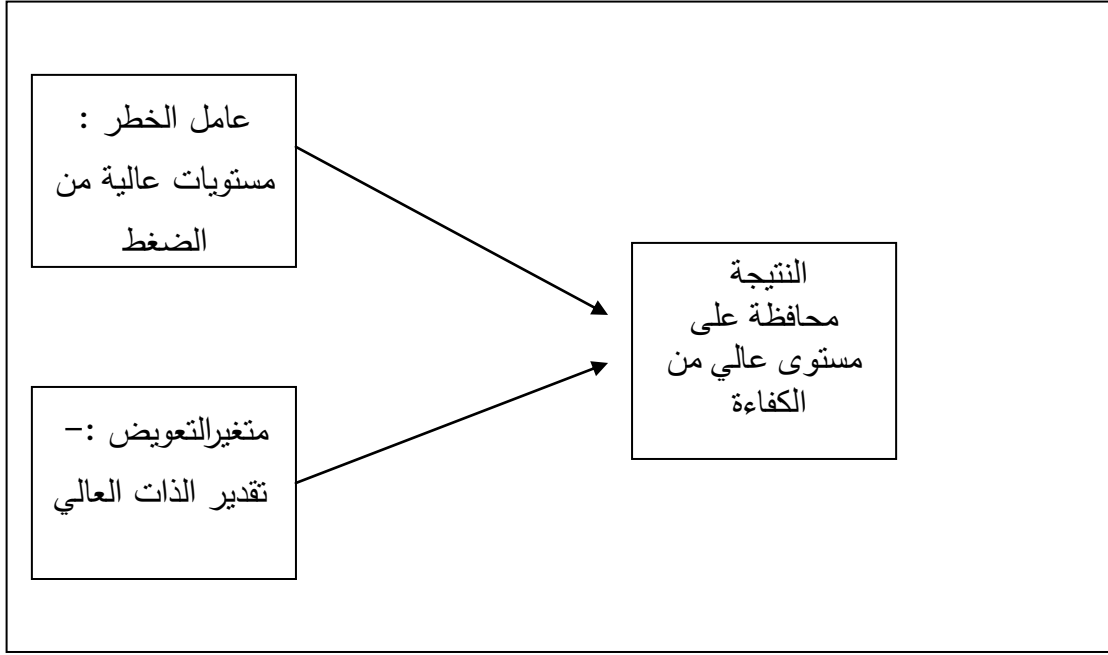 عامل الخطر :
مستويات عالية من
الضغط
النتيجة
محافظة على
مستوى عالي من
الكفاءة
متغيرالتعويض :-
تقدير الذات العالي